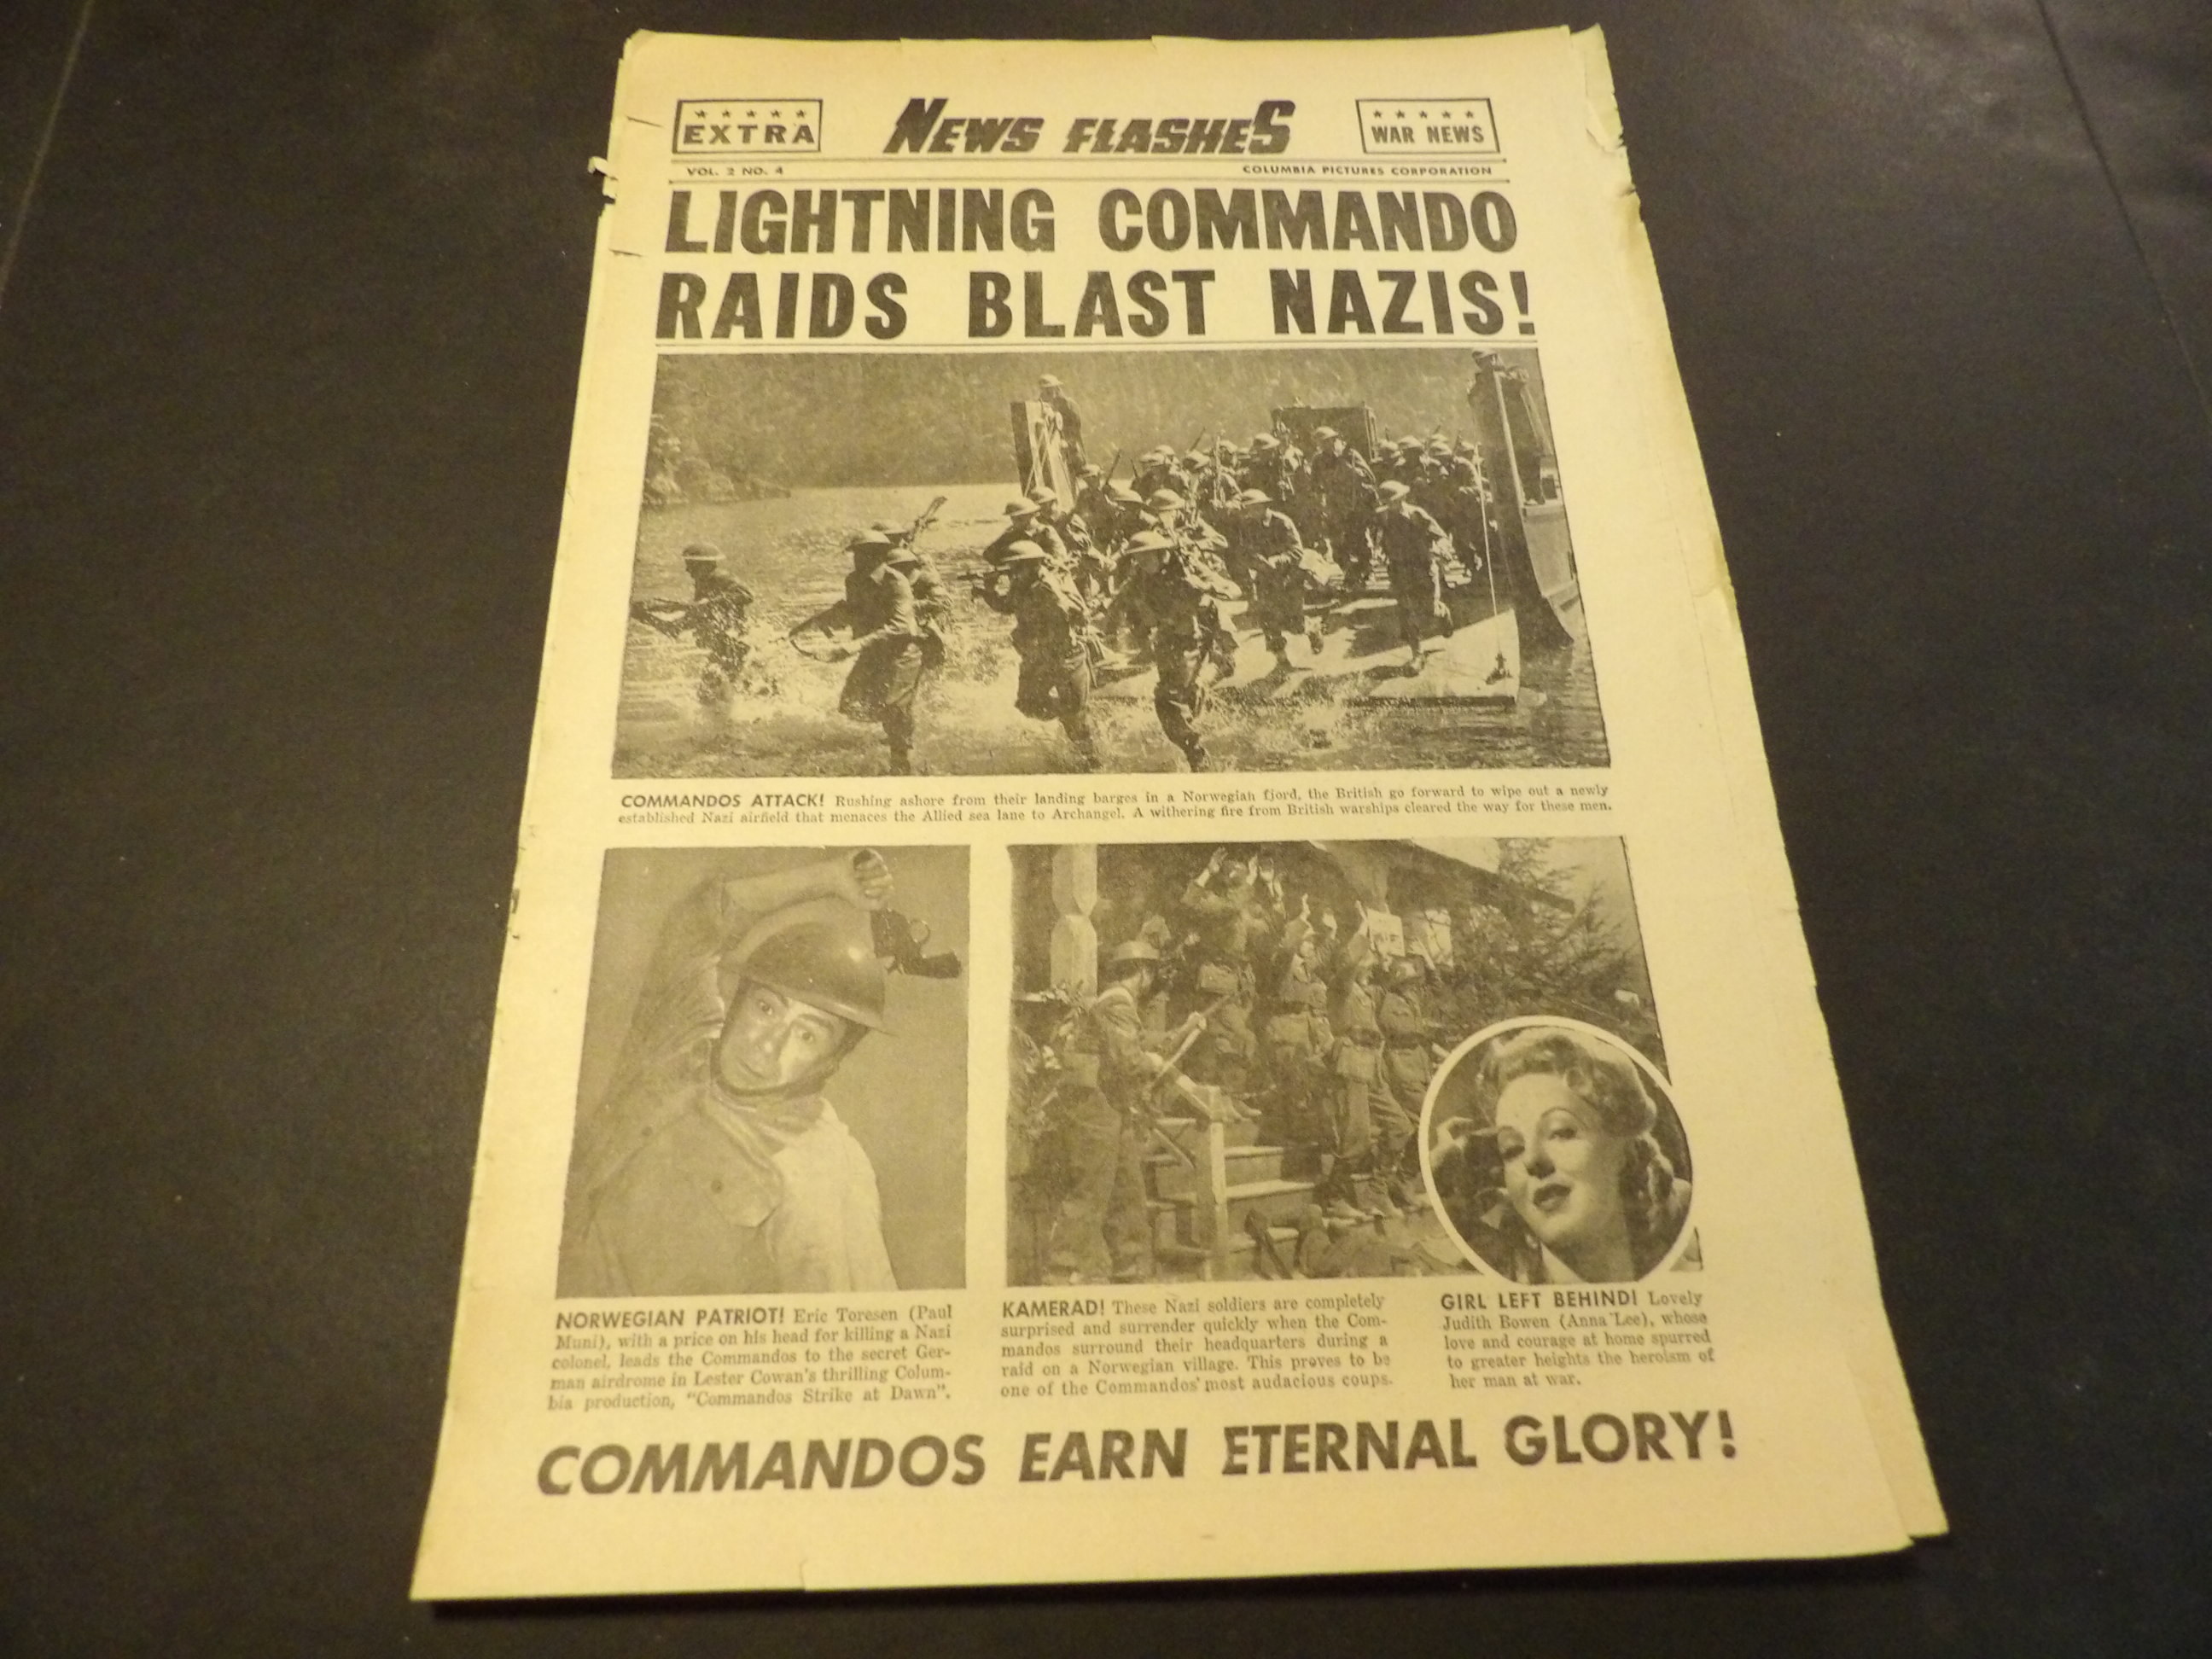 EXTRA
NEWS FLASHES
WAR NEWS
VOL. 2 NO. 4
COLUMBIA PICTURES CORPORATION
LIGHTNING COMMANDO
RAIDS BLAST NAZIS!
COMMANDOS ATTACK! Rushing ashore from their landing barges in a Norwegian fjord, the British go forward to wipe out a newly
established Nazi airfield that menaces the Allied sea lane to Archangel. A withering fire from British warships cleared the way for these men.
NORWEGIAN PATRIOT! Eric Toresen (Paul
Muni), with a price on his head for killing a Nazi
colonel, leads the Commandos to the secret Ger-
man airdrome in Lester Cowan's thrilling Colum-
bia production, "Commandos Strike at Dawn".
KAMERAD! These Nazi soldiers are completely
surprised and surrender quickly when the Com-
mandos surround their headquarters during a
raid on a Norwegian village. This proves to be
one of the Commandos' most audacious coups.
GIRL LEFT BEHIND! Lovely
Judith Bowen (Anna Lee), whose
love and courage at home spurred
to greater heights the heroism of
her man at war.
COMMANDOS EARN ETERNAL GLORY!